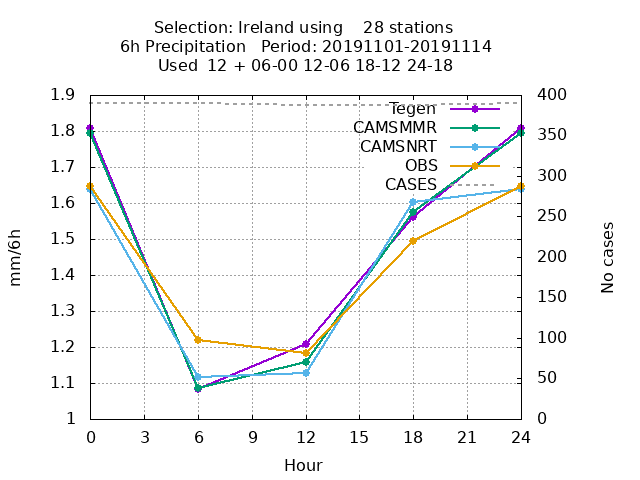 Selection: Ireland using    28 stations
6h Precipitation   Period: 20191101-20191114
Used  12 + 06-00 12-06 18-12 24-18
1.9
1.8
1.7
1.6
1.5
1.4
1.3
1.2
1.1
1
mm/6h
Tegen
CAMSMMR
CAMSNRT
OBS
CASES
400
350
300
250
200
150
100
50
0
No cases
0 3 6 9 12 15 18 21 24
Hour